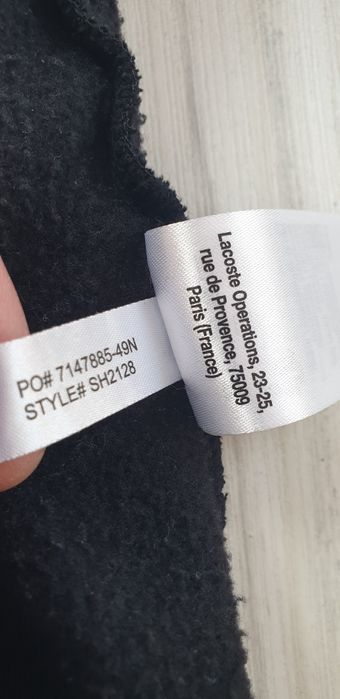 PO# 7147885-49N
STYLE# SH2128
Lacoste Operations, 23-25,
rue de Provence, 75009
Paris (France)